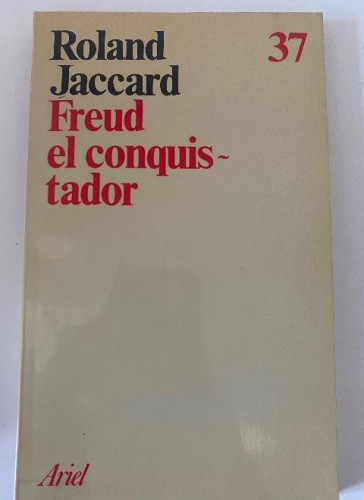 Roland 37
Jaccard
Freud
el conquis~
tador
Ariel